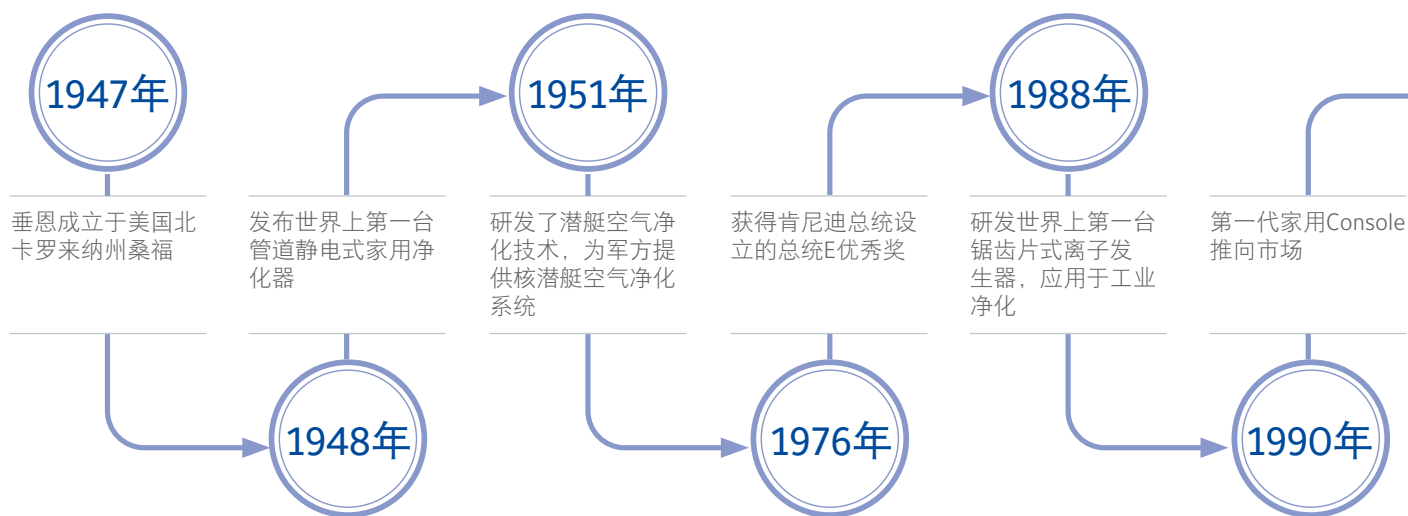 1947年
垂恩成立于美国北
卡罗来纳州桑福
1948年
发布世界上第一台
管道静电式家用净
化器
1951年
研发了潜艇空气净
化技术，为军方提
供核潜艇空气净化
系统
1976年
获得肯尼迪总统设
立的总统E优秀奖
1988年
研发世界上第一台
锯齿片式离子发
生器，应用于工业
净化
1990年
第一代家用Console
推向市场